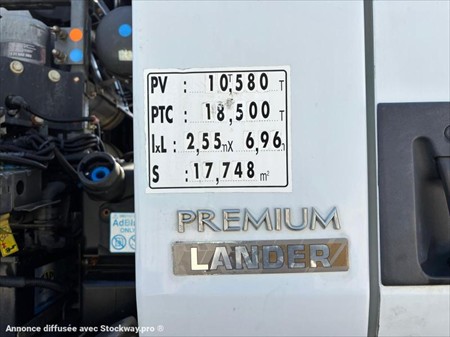 PV : 10,580 T
PTC : 18,500 T
lxL : 2,55 m X 6,96 m
S : 17,748 m²
PREMIUM
LANDER
AdBlue
ONLY
Annonce diffusée avec Stockway.pro ®